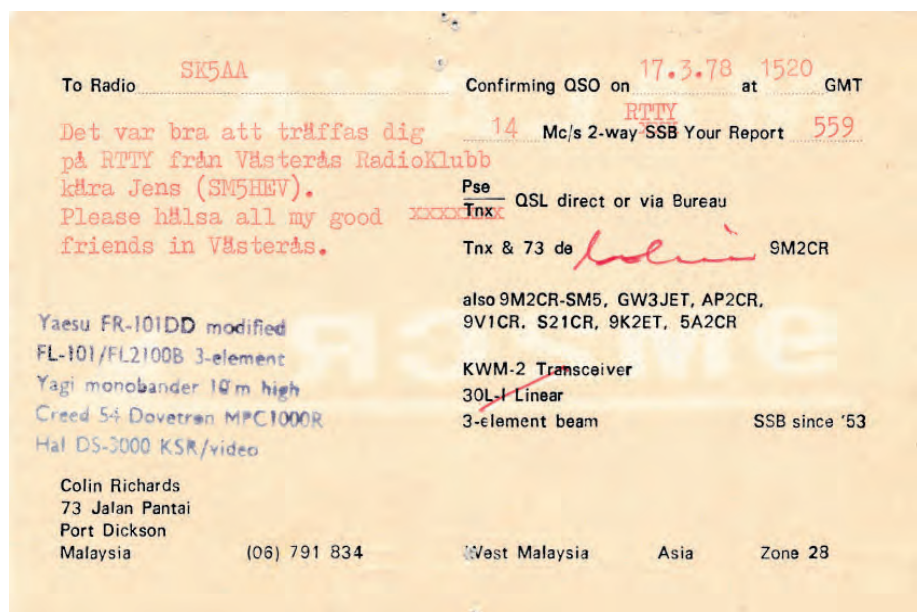 To Radio SK5AA
Confirming QSO on 17.3.78 at 1520 GMT
RTTY
14 Mc/s 2-way SSB Your Report 559
Det var bra att träffas dig
på RTTY från Västerås RadioKlubb
kära Jens (SM5HEV).
Please hälsa all my good xxxxxxxx
friends in Västerås.
Pse
Tnx QSL direct or via Bureau
Tnx & 73 de Colin 9M2CR
also 9M2CR-SM5, GW3JET, AP2CR,
9V1CR, S21CR, 9K2ET, 5A2CR
KWM-2 Transceiver
30L-1 Linear
3-element beam SSB since '53
Yaesu FR-101DD modified
FL-101/FL2100B 3-element
Yagi monobander 10m high
Creed 54 Dovetron MPC1000R
Hal DS-3000 KSR/video
Colin Richards
73 Jalan Pantai
Port Dickson
Malaysia (06) 791 834
West Malaysia Asia Zone 28